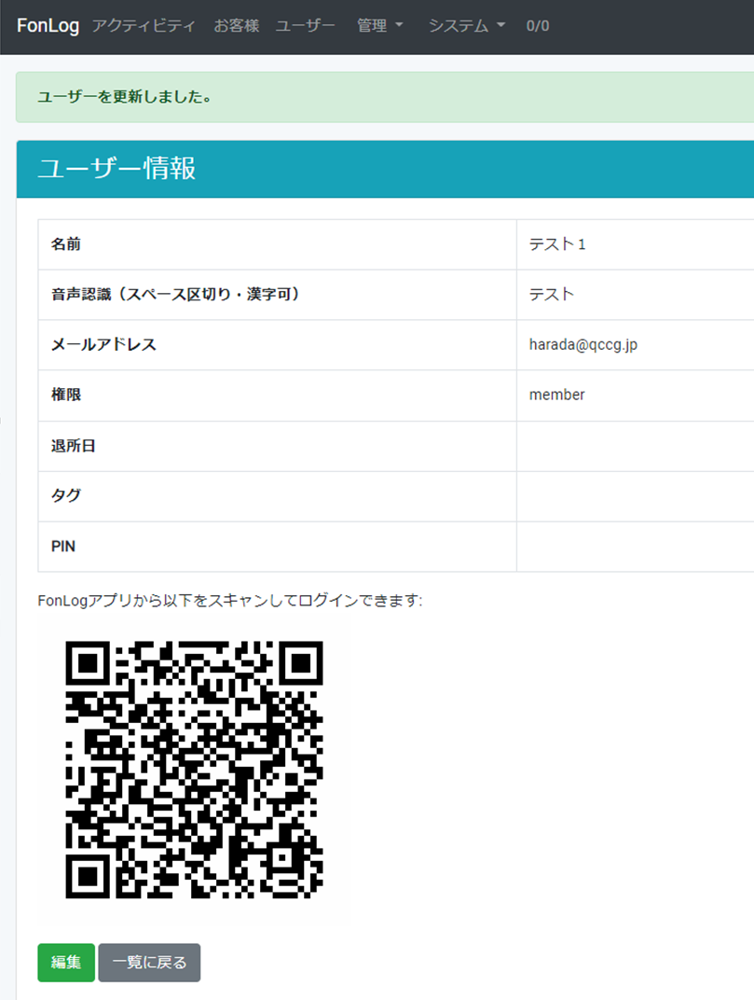 FonLog アクティビティ お客様 ユーザー 管理 システム 0/0
ユーザーを更新しました。
ユーザー情報
名前 テスト1
音声認識（スペース区切り・漢字可） テスト
メールアドレス harada@qccg.jp
権限 member
退所日
タグ
PIN
FonLogアプリから以下をスキャンしてログインできます:
編集 一覧に戻る